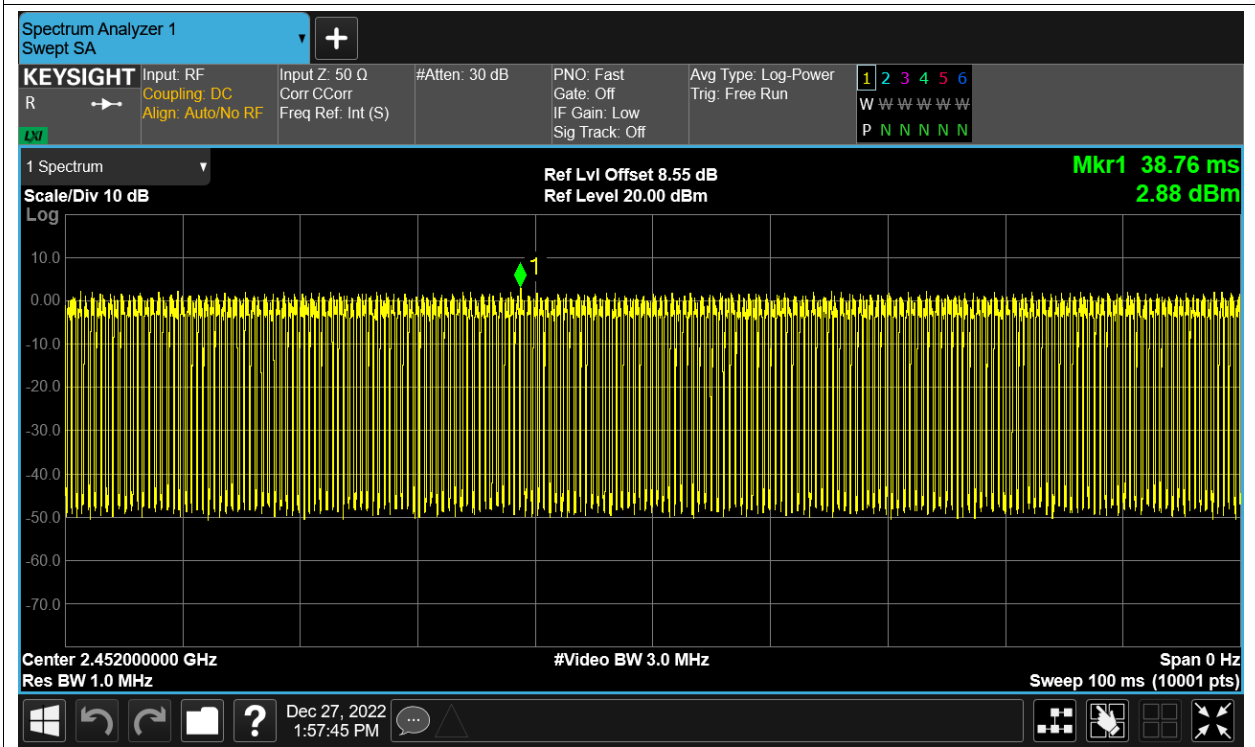 Spectrum Analyzer 1
Swept SA
KEYSIGHT
R
LXI
Input: RF
Coupling: DC
Align: Auto/No RF
Input Z: 50 Ω
Corr CCorr
Freq Ref: Int (S)
#Atten: 30 dB
PNO: Fast
Gate: Off
IF Gain: Low
Sig Track: Off
Avg Type: Log-Power
Trig: Free Run
1 2 3 4 5 6
W W W W W W
P N N N N N
1 Spectrum
Scale/Div 10 dB
Log
Ref Lvl Offset 8.55 dB
Ref Level 20.00 dBm
Mkr1 38.76 ms
2.88 dBm
1
10.0
0.00
-10.0
-20.0
-30.0
-40.0
-50.0
-60.0
-70.0
Center 2.452000000 GHz
#Video BW 3.0 MHz
Span 0 Hz
Res BW 1.0 MHz
Sweep 100 ms (10001 pts)
?
Dec 27, 2022
1:57:45 PM